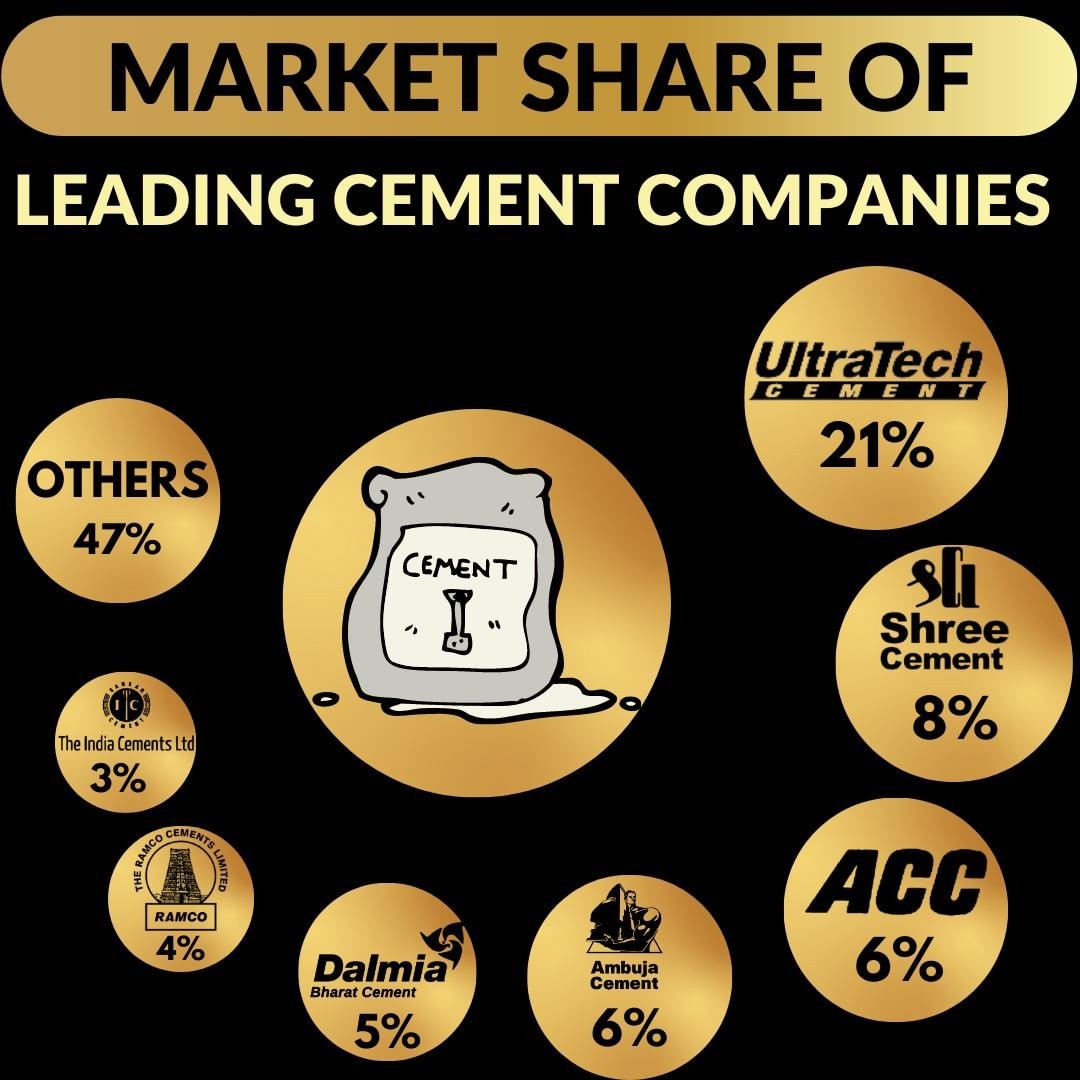 MARKET SHARE OF
LEADING CEMENT COMPANIES
UltraTech
CEMENT
21%
OTHERS
47%
CEMENT
Shree
Cement
8%
SANKAR
ITC
CEMENT
The India Cements Ltd
3%
THE RAMCO CEMENTS LIMITED
RAMCO
4%
Dalmia
Bharat Cement
5%
Ambuja
Cement
6%
ACC
6%